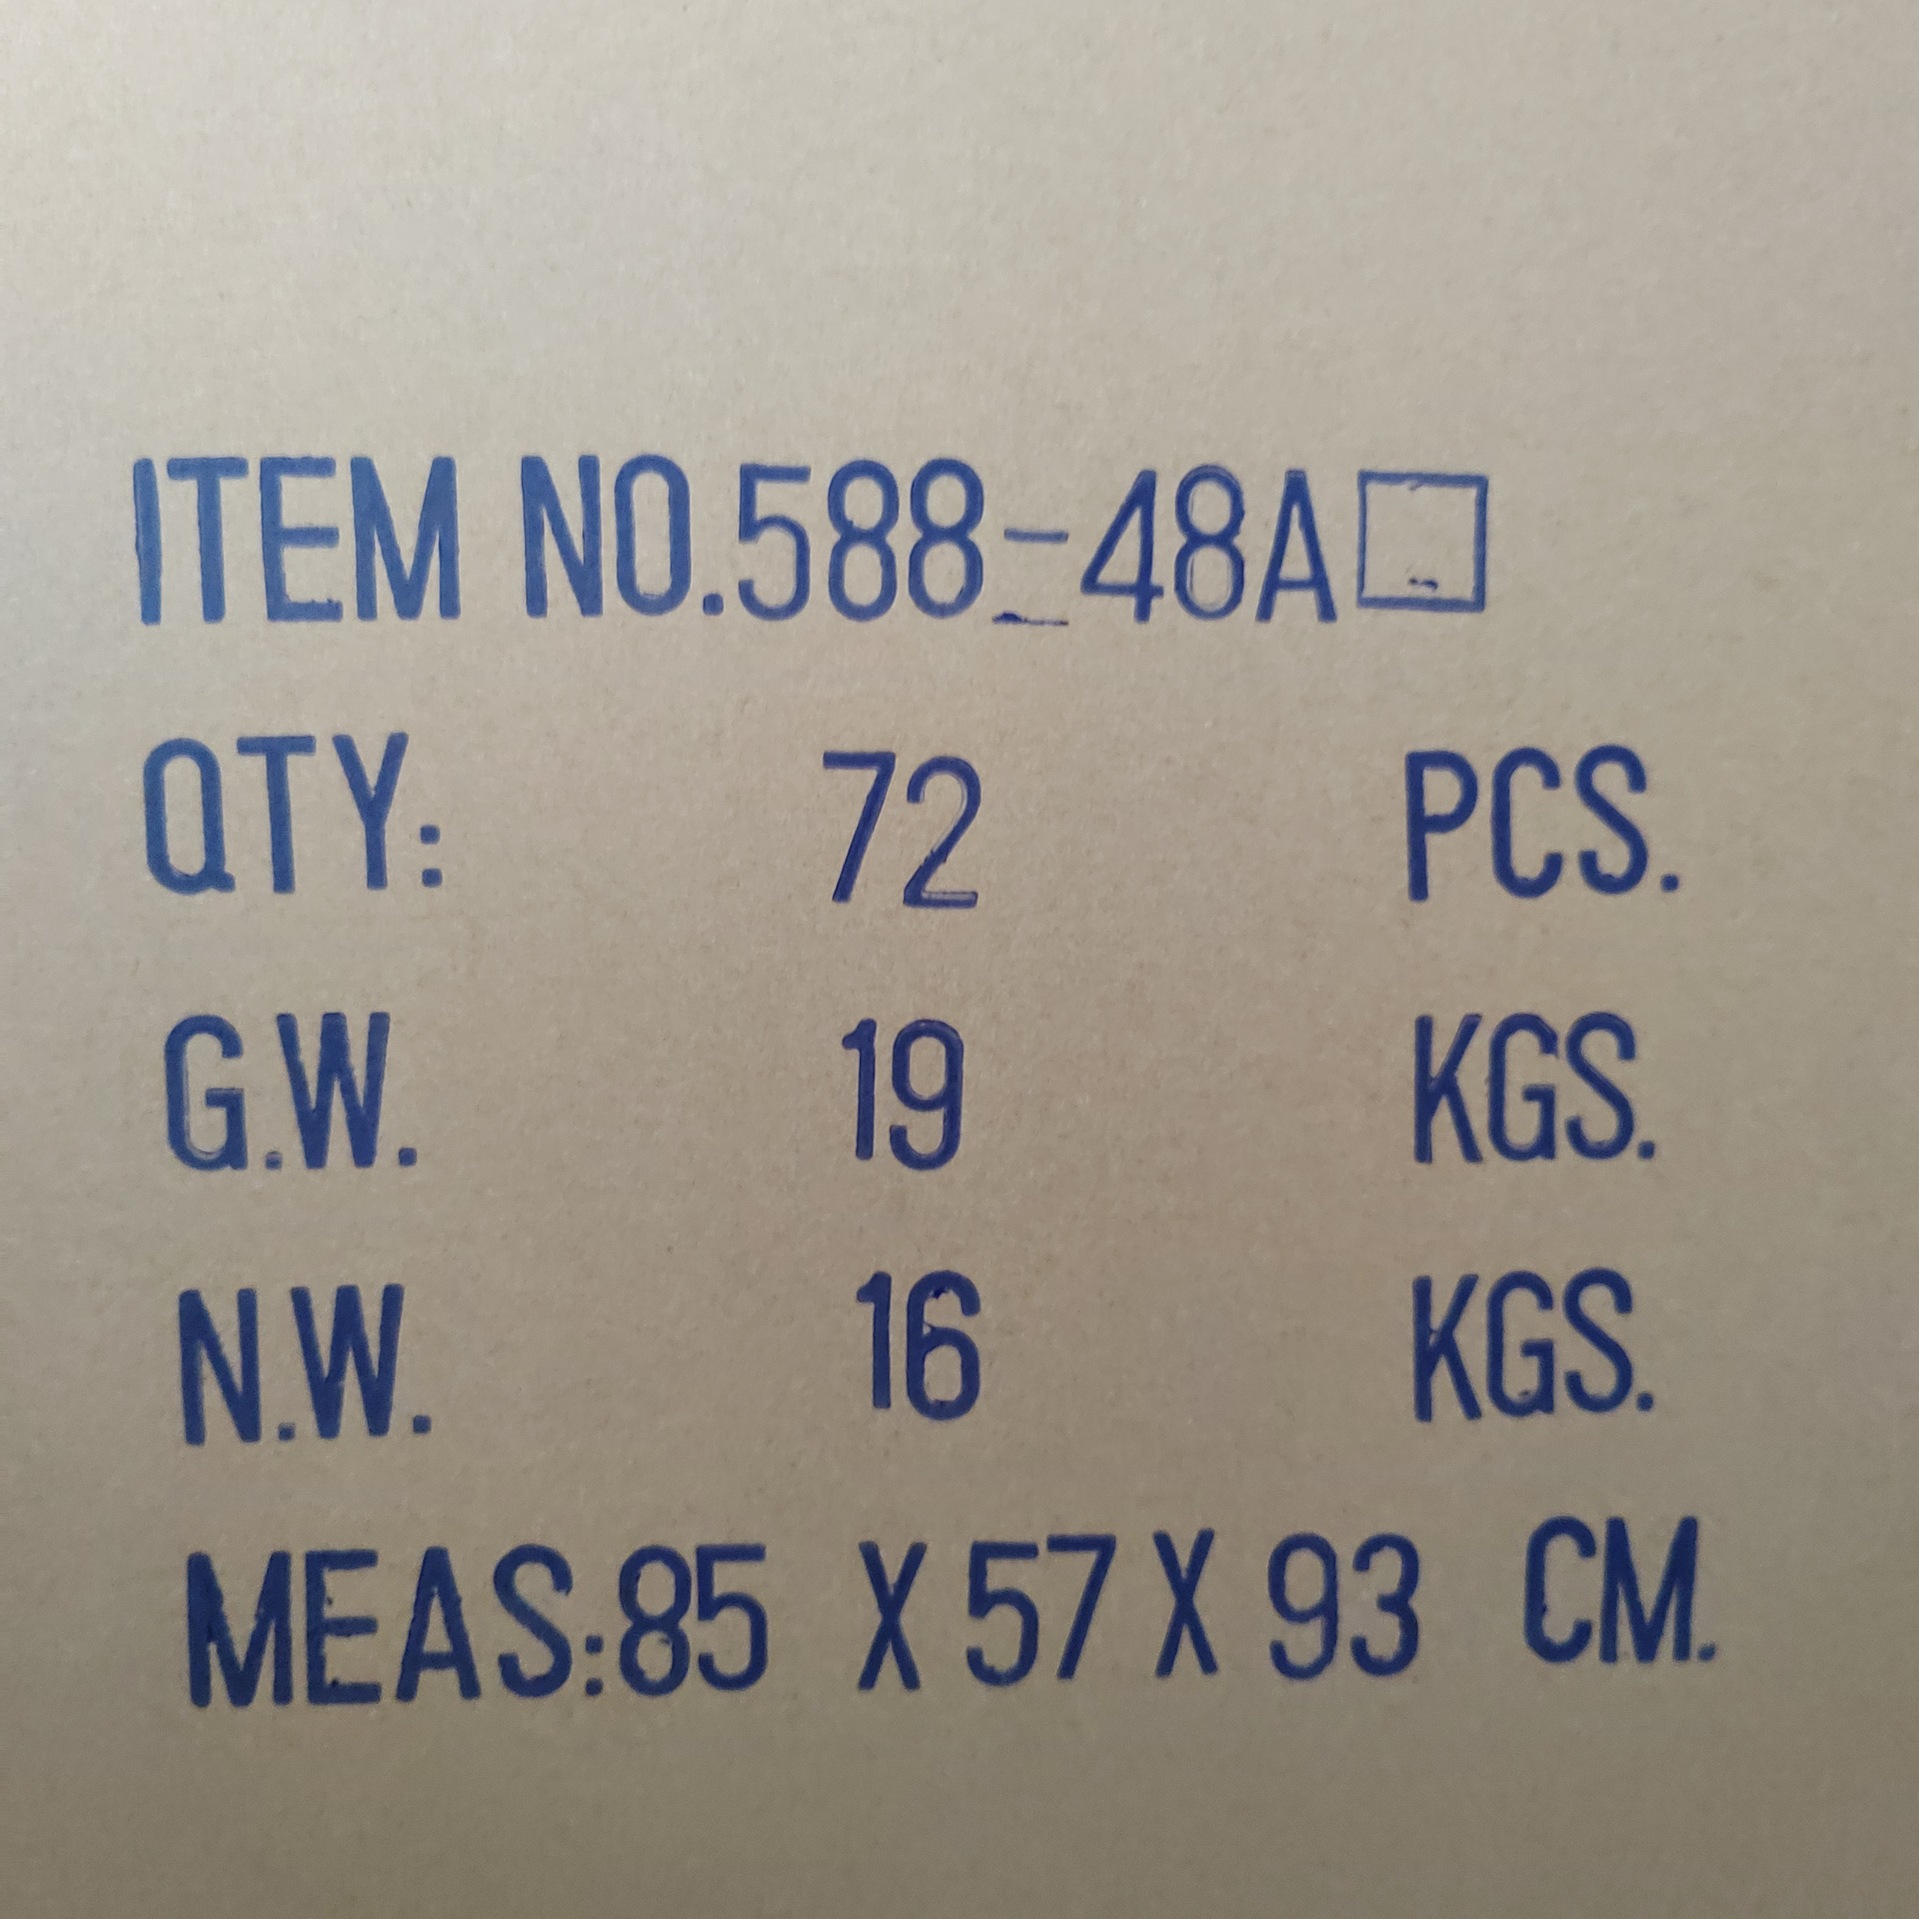 ITEM NO.588-48A□
QTY: 72 PCS.
G.W. 19 KGS.
N.W. 16 KGS.
MEAS:85 X 57 X 93 CM.